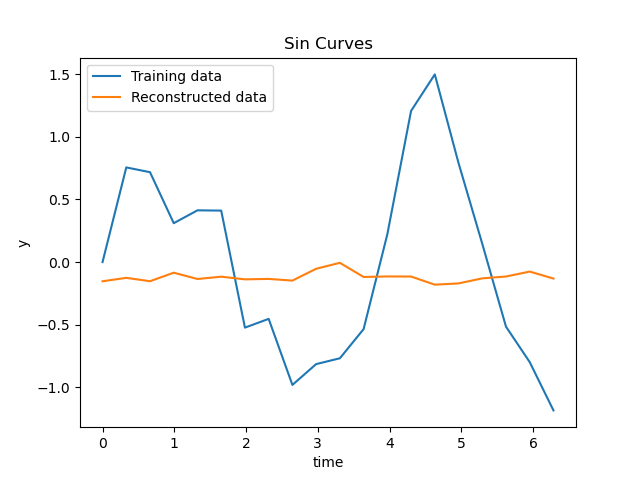 Sin Curves
Training data
Reconstructed data
1.5
1.0
0.5
0.0
−0.5
−1.0
y
0 1 2 3 4 5 6
time